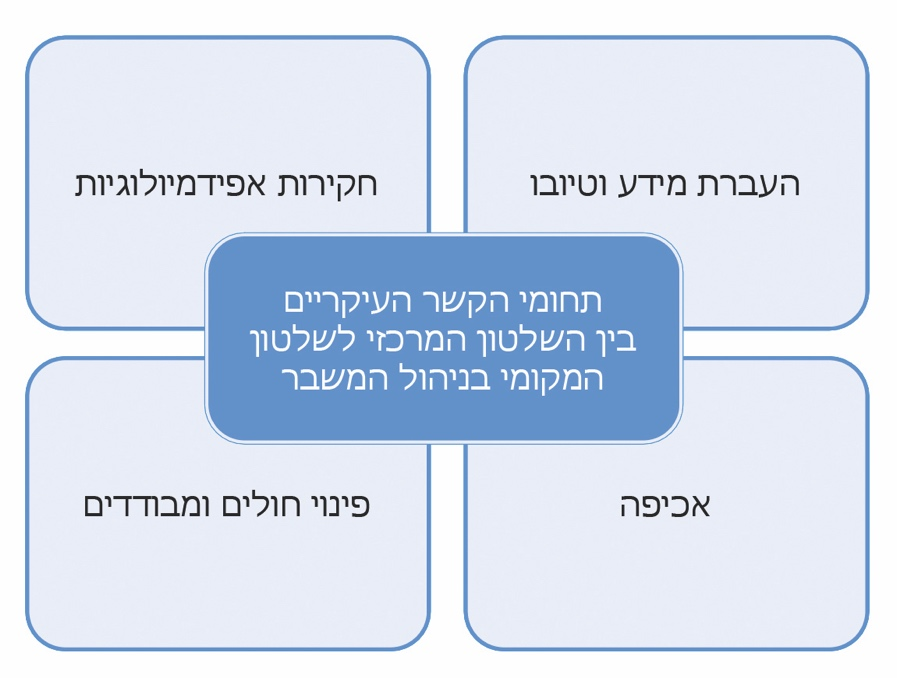 העברת מידע וטיובו
חקירות אפידמיולוגיות
תחומי הקשר העיקריים
בין השלטון המרכזי לשלטון
המקומי בניהול המשבר
אכיפה
פינוי חולים ומבודדים